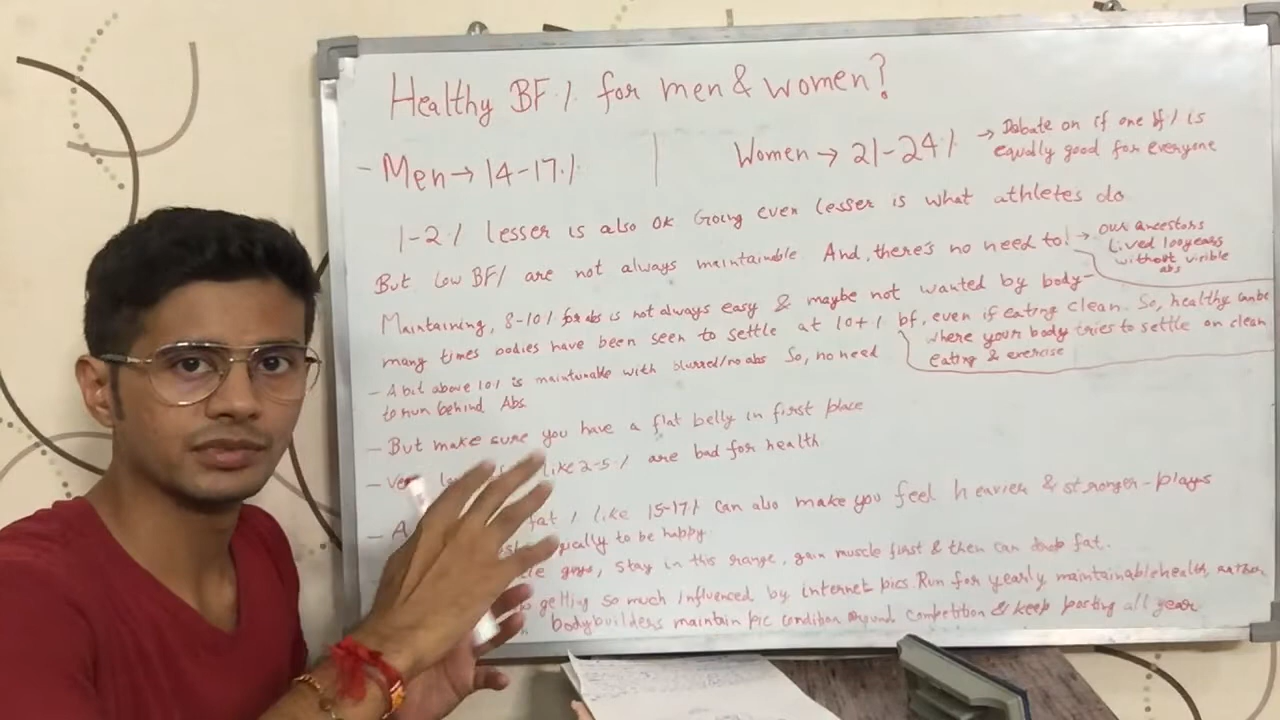 Healthy BF % for men & women?
- Men → 14-17% | Women → 21-24% → Debate on if one bf % is
equally good for everyone
1-2% lesser is also ok Going even lesser is what athletes do
But low BF% are not always maintainable And, there's no need to! → our ancestors
lived 100 years
without visible
abs
Maintaining, 8-10% for abs is not always easy & maybe not wanted by body-
many times bodies have been seen to settle at 10+% bf, even if eating clean. So, healthy can be
where your body tries to settle on clean
eating & exercise
- A bit above 10% is maintainable with blurred/no abs So, no need
to run behind Abs.
- But make sure you have a flat belly in first place
- like 2-5% are bad for health
- A fat % like 15-17% can also make you feel heavier & stronger - plays
to be happy
guys, stay in this range, gain muscle first & then can fat.
getting so much influenced by internet pics. Run for yearly maintainable health,
bodybuilders maintain pic condition around competition & keep posting all year